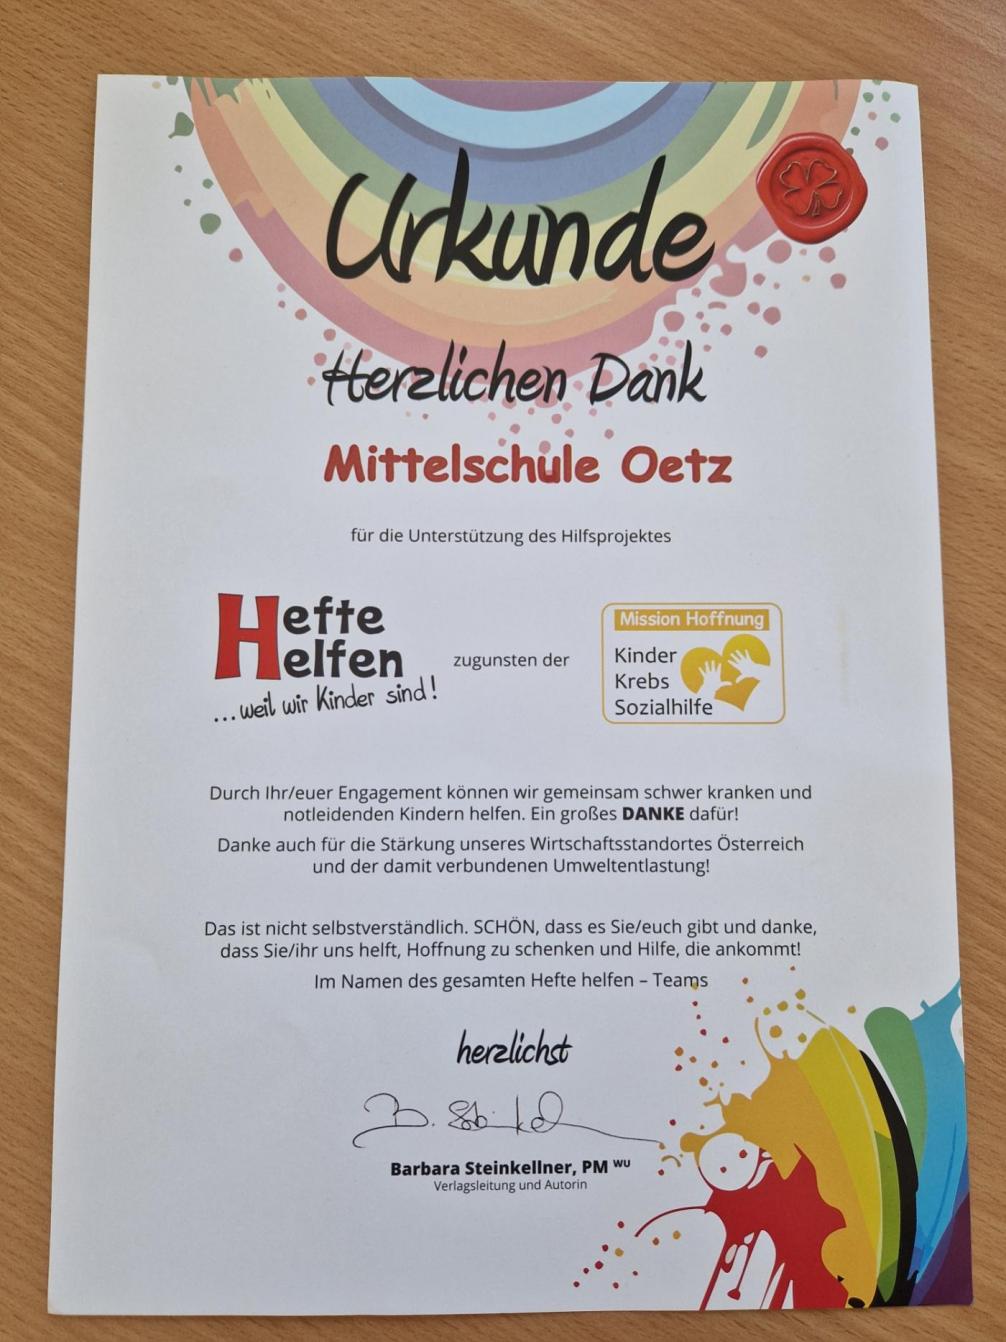 Urkunde
Herzlichen Dank
Mittelschule Oetz
für die Unterstützung des Hilfsprojektes
Hefte
Helfen
...weil wir Kinder sind!
zugunsten der
Mission Hoffnung
Kinder
Krebs
Sozialhilfe
Durch Ihr/euer Engagement können wir gemeinsam schwer kranken und
notleidenden Kindern helfen. Ein großes DANKE dafür!
Danke auch für die Stärkung unseres Wirtschaftsstandortes Österreich
und der damit verbundenen Umweltentlastung!
Das ist nicht selbstverständlich. SCHÖN, dass es Sie/euch gibt und danke,
dass Sie/ihr uns helft, Hoffnung zu schenken und Hilfe, die ankommt!
Im Namen des gesamten Hefte helfen – Teams
herzlichst
Barbara Steinkellner, PM WU
Verlagsleitung und Autorin